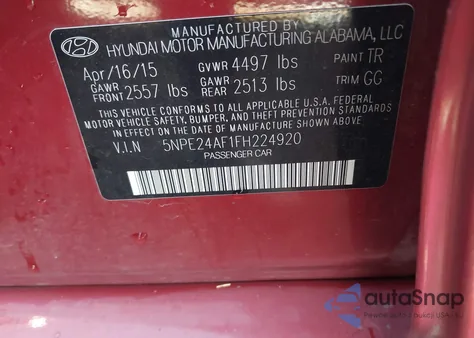 MANUFACTURED BY
HYUNDAI MOTOR MANUFACTURING ALABAMA, LLC
Apr/16/15 GVWR 4497 lbs PAINT TR
GAWR FRONT 2557 lbs GAWR REAR 2513 lbs TRIM GG
THIS VEHICLE CONFORMS TO ALL APPLICABLE U.S.A. FEDERAL
MOTOR VEHICLE SAFETY, BUMPER, AND THEFT PREVENTION STANDARDS
IN EFFECT ON THE DATE OF MANUFACTURE SHOWN ABOVE.
V.I.N 5NPE24AF1FH224920
PASSENGER CAR
autoSnap